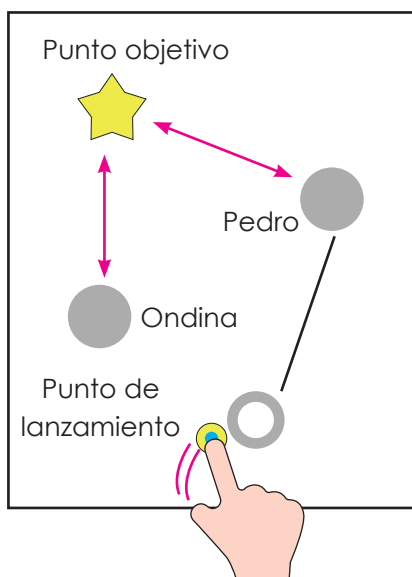 Punto objetivo
Pedro
Ondina
Punto de
lanzamiento